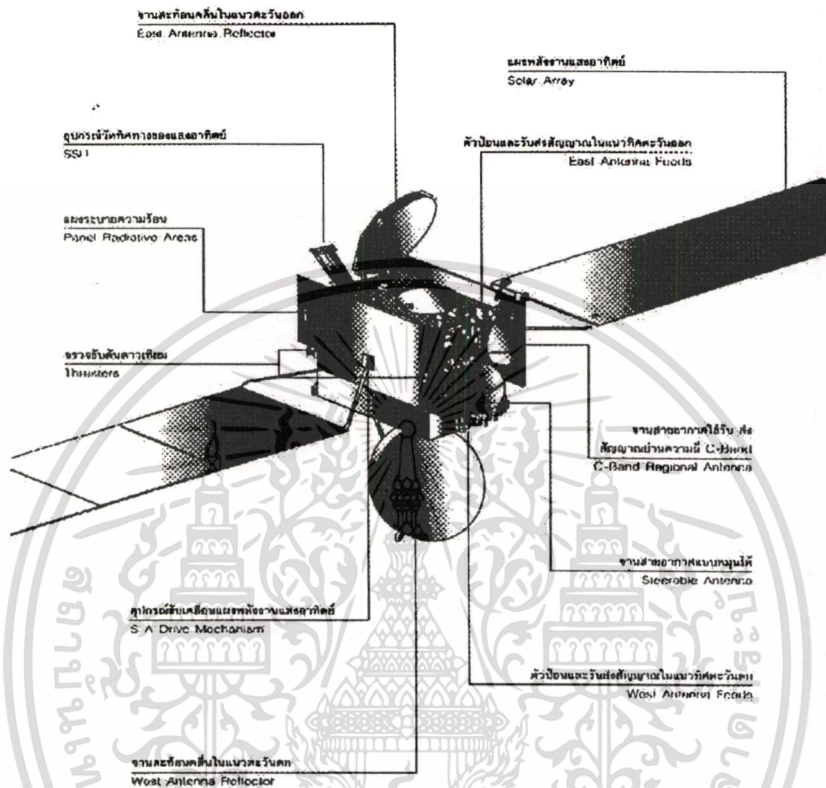 จานสะท้อนคลื่นในแนวตะวันออก
East Antenna Reflector
แผงพลังงานแสงอาทิตย์
Solar Array
อุปกรณ์วัดทิศทางของแสงอาทิตย์
ตัวป้อนและรับส่งสัญญาณในแนวทิศตะวันออก
East Antenna Feeds
แผงระบายความร้อน
Panel Radiative Areas
จรวจขับดันดาวเทียม
Thrusters
จานสายอากาศใช้รับ ส่ง
สัญญาณย่านความถี่ C-Band
C-Band Regional Antenna
จานสายอากาศแบบหมุนได้
Steerable Antenna
อุปกรณ์ขับเคลื่อนแผงพลังงานแสงอาทิตย์
S A Drive Mechanism
ตัวป้อนและรับส่งสัญญาณในแนวทิศตะวันตก
West Antenna Feeds
จานสะท้อนคลื่นในแนวตะวันตก
West Antenna Reflector